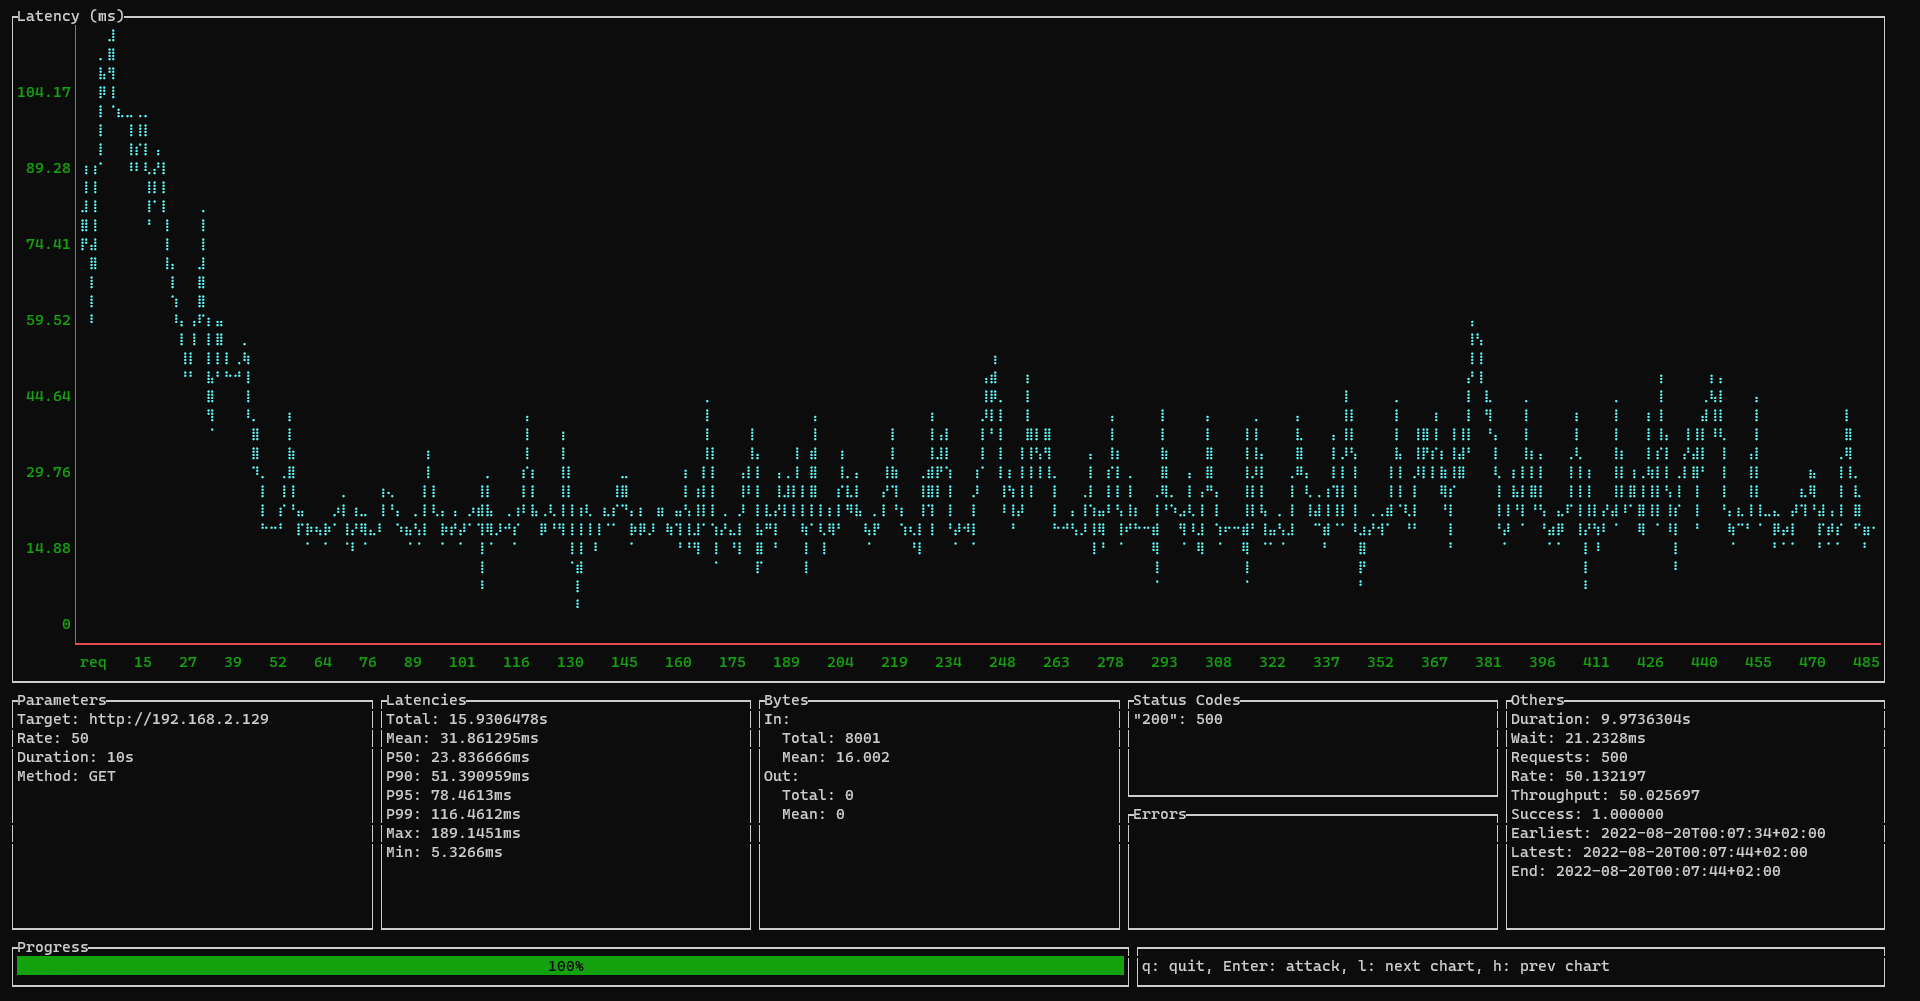 Latency (ms)
104.17
89.28
74.41
59.52
44.64
29.76
14.88
0
req 15 27 39 52 64 76 89 101 116 130 145 160 175 189 204 219 234 248 263 278 293 308 322 337 352 367 381 396 411 426 440 455 470 485
Parameters
Target: http://192.168.2.129
Rate: 50
Duration: 10s
Method: GET
Latencies
Total: 15.9306478s
Mean: 31.861295ms
P50: 23.836666ms
P90: 51.390959ms
P95: 78.4613ms
P99: 116.4612ms
Max: 189.1451ms
Min: 5.3266ms
Bytes
In:
Total: 8001
Mean: 16.002
Out:
Total: 0
Mean: 0
Status Codes
"200": 500
Errors
Others
Duration: 9.9736304s
Wait: 21.2328ms
Requests: 500
Rate: 50.132197
Throughput: 50.025697
Success: 1.000000
Earliest: 2022-08-20T00:07:34+02:00
Latest: 2022-08-20T00:07:44+02:00
End: 2022-08-20T00:07:44+02:00
Progress
100%
q: quit, Enter: attack, l: next chart, h: prev chart